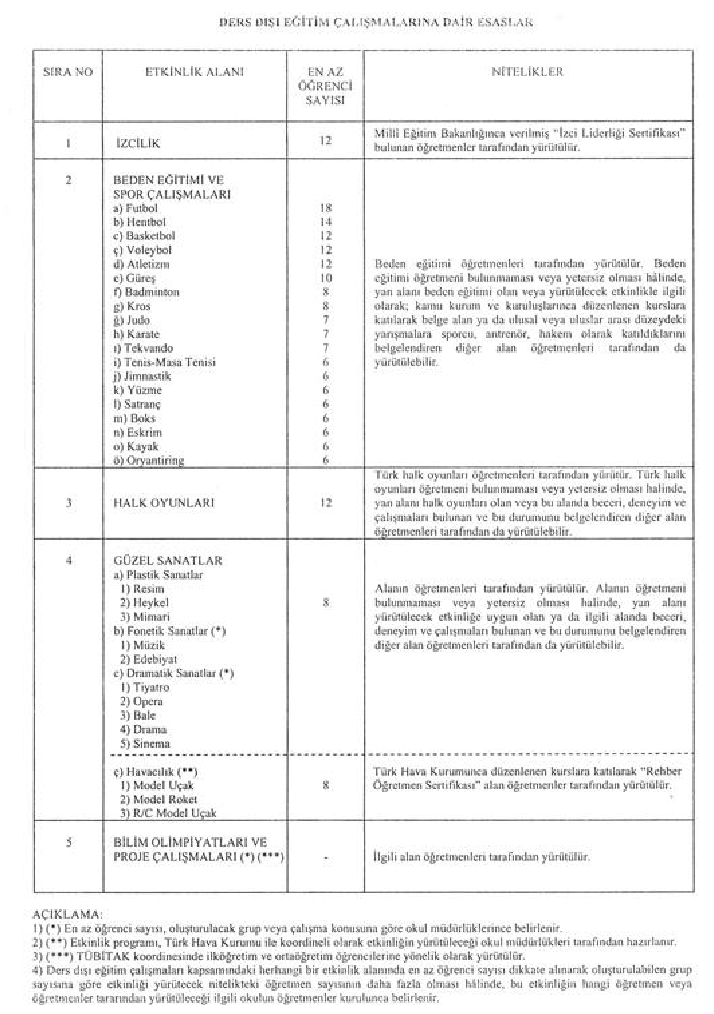 DERS DIŞI EĞİTİM ÇALIŞMALARINA DAİR ESASLAR
SIRA NO ETKİNLİK ALANI EN AZ ÖĞRENCİ SAYISI NİTELİKLER
1 İZCİLİK 12 Millî Eğitim Bakanlığınca verilmiş "İzci Liderliği Sertifikası"
bulunan öğretmenler tarafından yürütülür.
2 BEDEN EĞİTİMİ VE
SPOR ÇALIŞMALARI
a) Futbol 18
b) Hentbol 14
c) Basketbol 12
ç) Voleybol 12
d) Atletizm 12
e) Güreş 10
f) Badminton 8
g) Kros 8
ğ) Judo 7
h) Karate 7
ı) Tekvando 7
i) Tenis-Masa Tenisi 6
j) Jimnastik 6
k) Yüzme 6
l) Satranç 6
m) Boks 6
n) Eskrim 6
o) Kayak 6
ö) Oryantiring 6
Beden eğitimi öğretmenleri tarafından yürütülür. Beden
eğitimi öğretmeni bulunmaması veya yetersiz olması hâlinde,
yan alanı beden eğitimi olan veya yürütülecek etkinlikle ilgili
olarak; kamu kurum ve kuruluşlarınca düzenlenen kurslara
katılarak belge alan ya da ulusal veya uluslar arası düzeydeki
yarışmalara sporcu, antrenör, hakem olarak katıldıklarını
belgelendiren diğer alan öğretmenleri tarafından da
yürütülebilir.
3 HALK OYUNLARI 12
Türk halk oyunları öğretmenleri tarafından yürütür. Türk halk
oyunları öğretmeni bulunmaması veya yetersiz olması halinde,
yan alanı halk oyunları olan veya bu alanda beceri, deneyim ve
çalışmaları bulunan ve bu durumunu belgelendiren diğer alan
öğretmenleri tarafından da yürütülebilir.
4 GÜZEL SANATLAR
a) Plastik Sanatlar
1) Resim
2) Heykel 8
3) Mimari
b) Fonetik Sanatlar (*)
1) Müzik
2) Edebiyat
c) Dramatik Sanatlar (*)
1) Tiyatro
2) Opera
3) Bale
4) Drama
5) Sinema
Alanın öğretmenleri tarafından yürütülür. Alanın öğretmeni
bulunmaması veya yetersiz olması halinde, yan alanı
yürütülecek etkinliğe uygun olan ya da ilgili alanda beceri,
deneyim ve çalışmaları bulunan ve bu durumunu belgelendiren
diğer alan öğretmenleri tarafından da yürütülebilir.
ç) Havacılık (**)
1) Model Uçak 8
2) Model Roket
3) R/C Model Uçak
Türk Hava Kurumunca düzenlenen kurslara katılarak "Rehber
Öğretmen Sertifikası" alan öğretmenler tarafından yürütülür.
5 BİLİM OLİMPİYATLARI VE
PROJE ÇALIŞMALARI (*) (***) - İlgili alan öğretmenleri tarafından yürütülür.
AÇIKLAMA:
1) (*) En az öğrenci sayısı, oluşturulacak grup veya çalışma konusuna göre okul müdürlüklerince belirlenir.
2) (**) Etkinlik programı, Türk Hava Kurumu ile koordineli olarak etkinliğin yürütüleceği okul müdürlükleri tarafından hazırlanır.
3) (***) TÜBİTAK koordinesinde ilköğretim ve ortaöğretim öğrencilerine yönelik olarak yürütülür.
4) Ders dışı eğitim çalışmaları kapsamındaki herhangi bir etkinlik alanında en az öğrenci sayısı dikkate alınarak oluşturulabilen grup
sayısına göre etkinliği yürütecek nitelikteki öğretmen sayısının daha fazla olması hâlinde, bu etkinliğin hangi öğretmen veya
öğretmenler tararından yürütüleceği ilgili okulun öğretmenler kurulunca belirlenir.